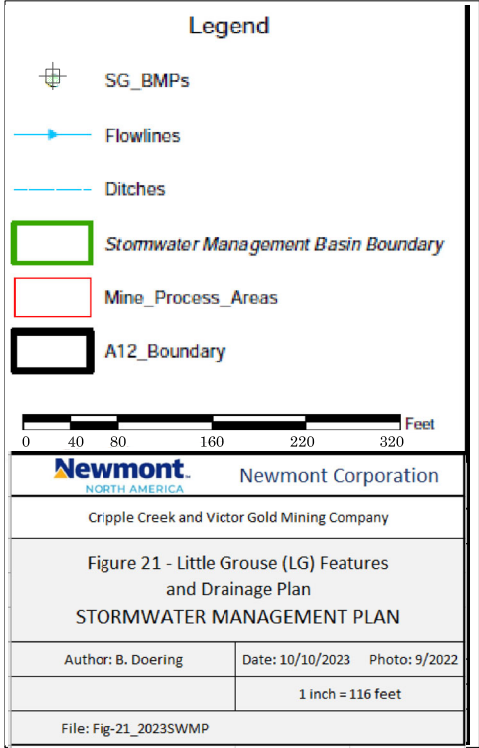 Legend
SG_BMPs
Flowlines
Ditches
Stormwater Management Basin Boundary
Mine_Process_Areas
A12_Boundary
Feet
0 40 80 160 220 320
Newmont™ Newmont Corporation
NORTH AMERICA
Cripple Creek and Victor Gold Mining Company
Figure 21 - Little Grouse (LG) Features
and Drainage Plan
STORMWATER MANAGEMENT PLAN
Author: B. Doering Date: 10/10/2023 Photo: 9/2022
1 inch = 116 feet
File: Fig-21_2023SWMP